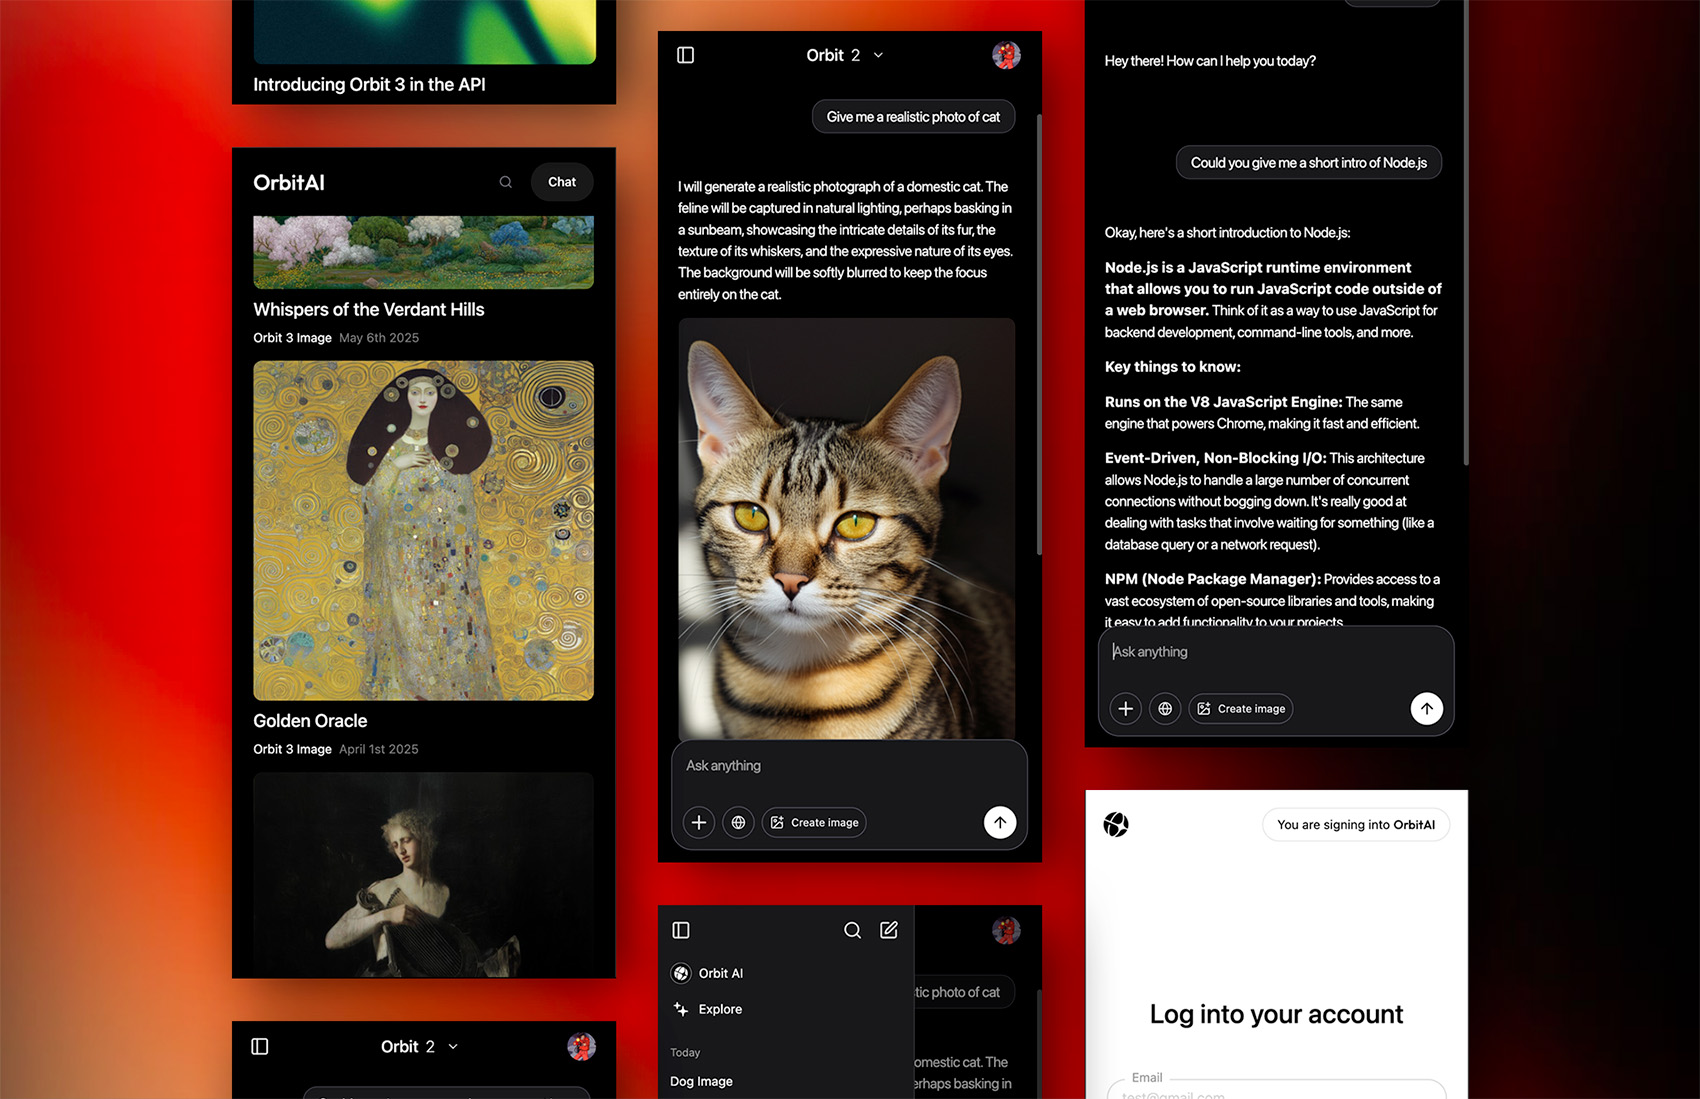 Introducing Orbit 3 in the API
OrbitAI
Chat
Whispers of the Verdant Hills
Orbit 3 Image May 6th 2025
Golden Oracle
Orbit 3 Image April 1st 2025
Orbit 2
Orbit 2
Give me a realistic photo of cat
I will generate a realistic photograph of a domestic cat. The
feline will be captured in natural lighting, perhaps basking in
a sunbeam, showcasing the intricate details of its fur, the
texture of its whiskers, and the expressive nature of its eyes.
The background will be softly blurred to keep the focus
entirely on the cat.
Ask anything
Create image
Orbit AI
Explore
Today
Dog Image
tic photo of cat
omestic cat. The
erhaps basking in
Hey there! How can I help you today?
Could you give me a short intro of Node.js
Okay, here's a short introduction to Node.js:
Node.js is a JavaScript runtime environment
that allows you to run JavaScript code outside of
a web browser. Think of it as a way to use JavaScript for
backend development, command-line tools, and more.
Key things to know:
Runs on the V8 JavaScript Engine: The same
engine that powers Chrome, making it fast and efficient.
Event-Driven, Non-Blocking I/O: This architecture
allows Node.js to handle a large number of concurrent
connections without bogging down. It's really good at
dealing with tasks that involve waiting for something (like a
database query or a network request).
NPM (Node Package Manager): Provides access to a
vast ecosystem of open-source libraries and tools, making
it easy to add functionality to your projects
Ask anything
Create image
You are signing into OrbitAI
Log into your account
Email
test@gmail.com